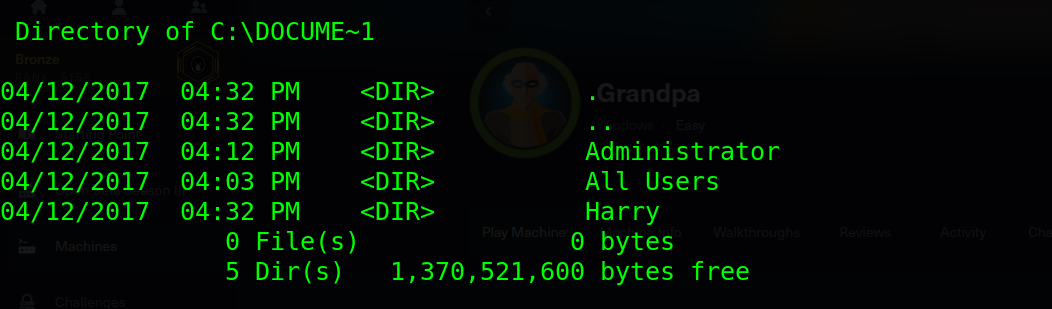 Directory of C:\DOCUME~1
Bronze
04/12/2017  04:32 PM    <DIR>          .
Grandpa
04/12/2017  04:32 PM    <DIR>          ..
Easy
04/12/2017  04:12 PM    <DIR>          Administrator
04/12/2017  04:03 PM    <DIR>          All Users
04/12/2017  04:32 PM    <DIR>          Harry
Play Machine
Walkthroughs
Reviews
Activity
0 File(s)              0 bytes
Machines
5 Dir(s)   1,370,521,600 bytes free
Challenges